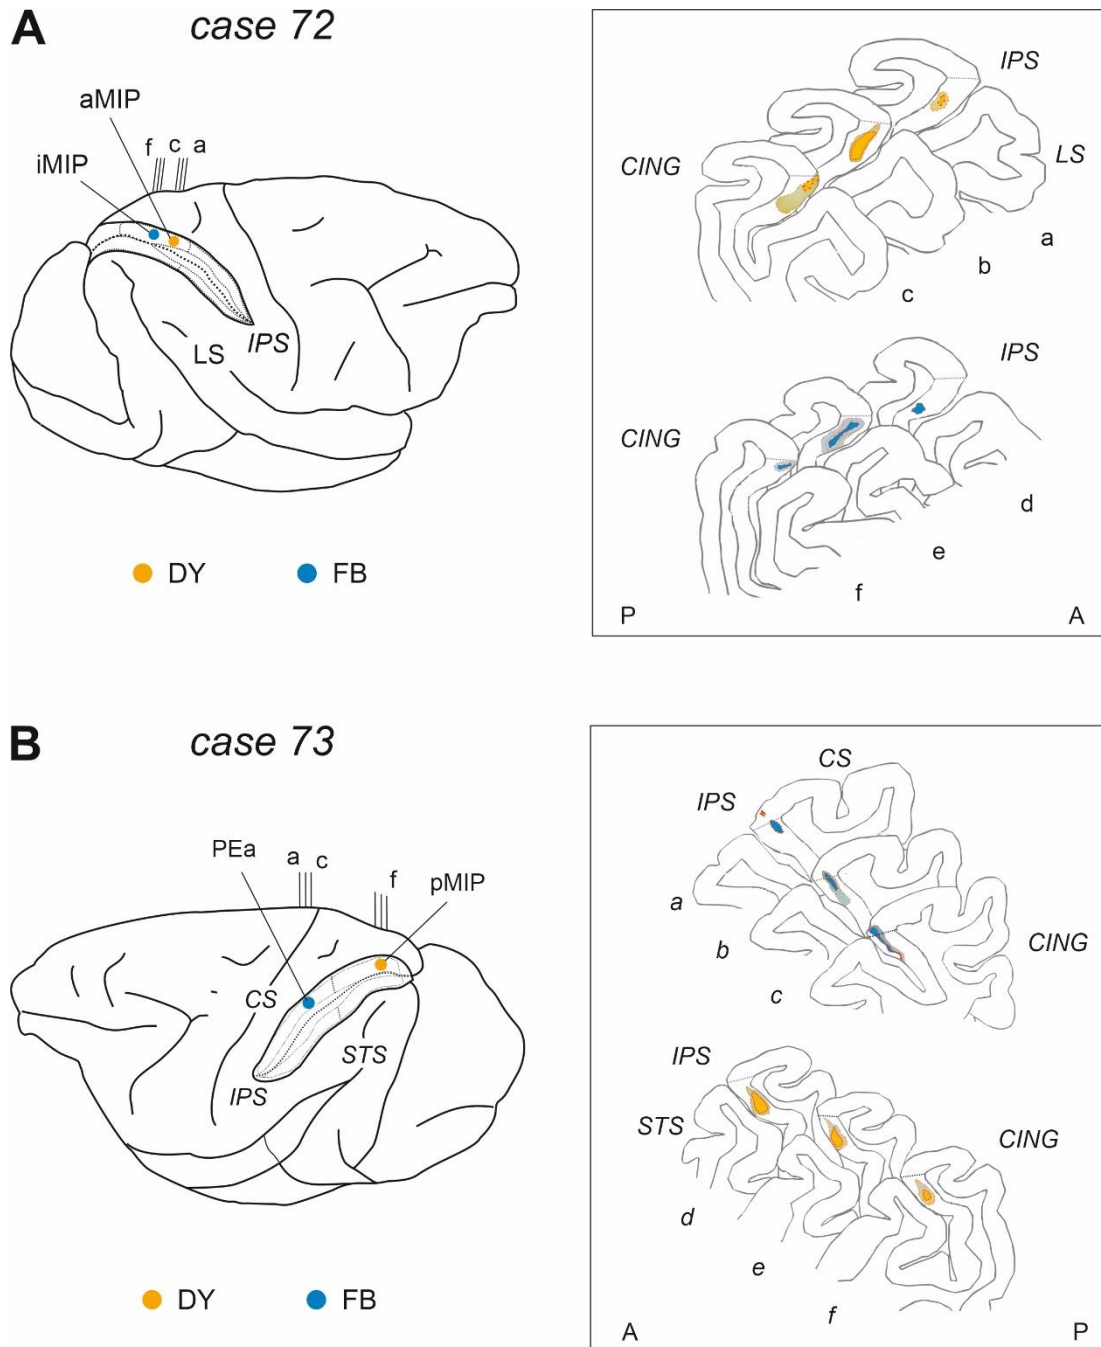 A
case 72
aMIP
f c a
iMIP
IPS
LS
DY
FB
IPS
CING
LS
a
b
c
IPS
CING
d
e
f
P
A
B
case 73
PEa
a c
f
pMIP
CS
STS
IPS
DY
FB
CS
IPS
a
b
CING
c
IPS
STS
CING
d
e
f
A
P